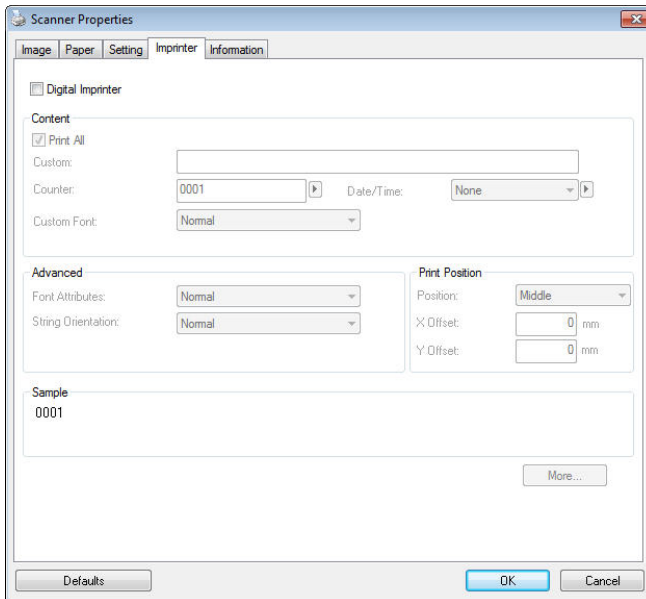 Scanner Properties
Image Paper Setting Imprinter Information
Digital Imprinter
Content
Print All
Custom:
Counter: 0001 Date/Time: None
Custom Font: Normal
Advanced
Font Attributes: Normal
String Orientation: Normal
Print Position
Position: Middle
X Offset: 0 mm
Y Offset: 0 mm
Sample
0001
More...
Defaults OK Cancel